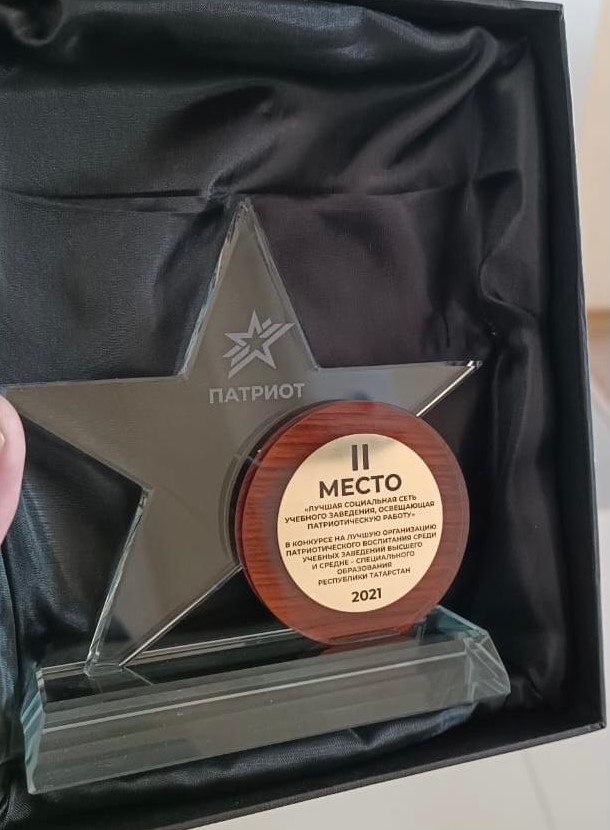 ПАТРИОТ
II
МЕСТО
«ЛУЧШАЯ СОЦИАЛЬНАЯ СЕТЬ
УЧЕБНОГО ЗАВЕДЕНИЯ, ОСВЕЩАЮЩАЯ
ПАТРИОТИЧЕСКУЮ РАБОТУ»
В КОНКУРСЕ НА ЛУЧШУЮ ОРГАНИЗАЦИЮ
ПАТРИОТИЧЕСКОГО ВОСПИТАНИЯ СРЕДИ
УЧЕБНЫХ ЗАВЕДЕНИЙ ВЫСШЕГО
И СРЕДНЕ - СПЕЦИАЛЬНОГО
ОБРАЗОВАНИЯ
РЕСПУБЛИКИ ТАТАРСТАН
2021